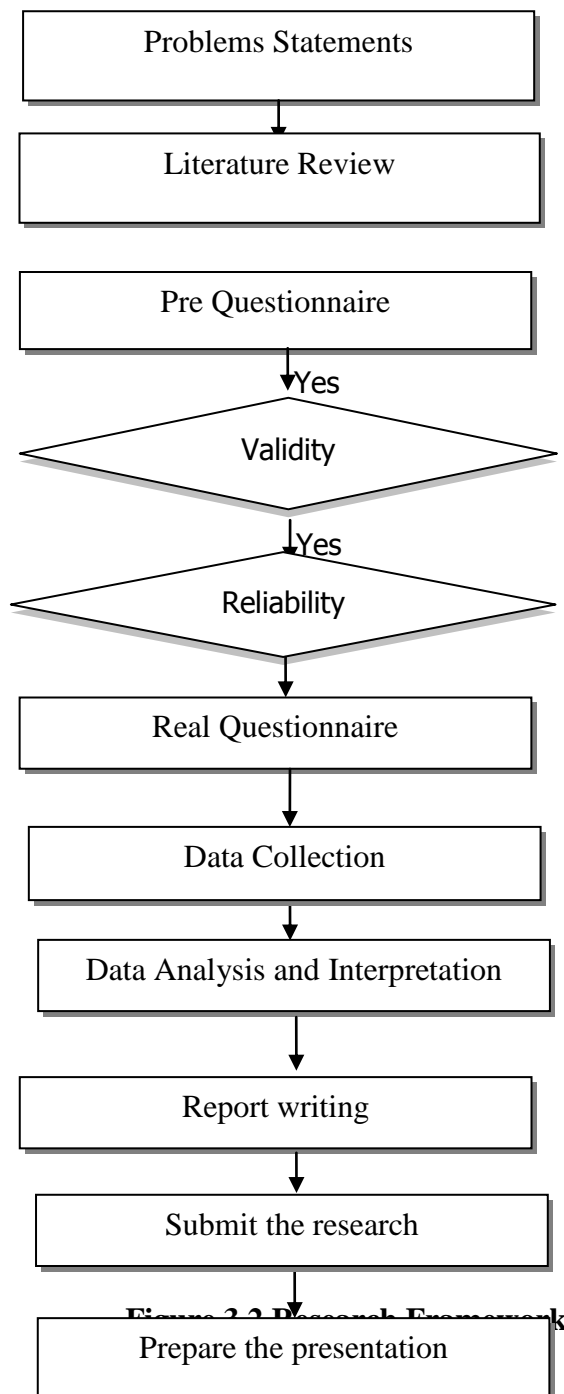 Problems Statements
Literature Review
Pre Questionnaire
Yes
Validity
Yes
Reliability
Real Questionnaire
Data Collection
Data Analysis and Interpretation
Report writing
Submit the research
Figure 3.2 Research Framework
Prepare the presentation